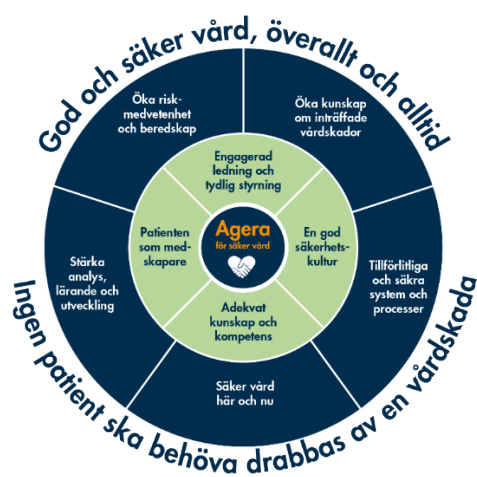 God och säker vård, överallt och alltid
Öka risk-
medvetenhet
och beredskap
Öka kunskap
om inträffade
vårdskador
Engagerad
ledning och
tydlig styrning
Patienten
som med-
skapare
Agera
för säker vård
En god
säkerhets-
kultur
Stärka
analys,
lärande och
utveckling
Tillförlitliga
och säkra
system och
processer
Adekvat
kunskap och
kompetens
Säker vård
här och nu
Ingen patient ska behöva drabbas av en vårdskada